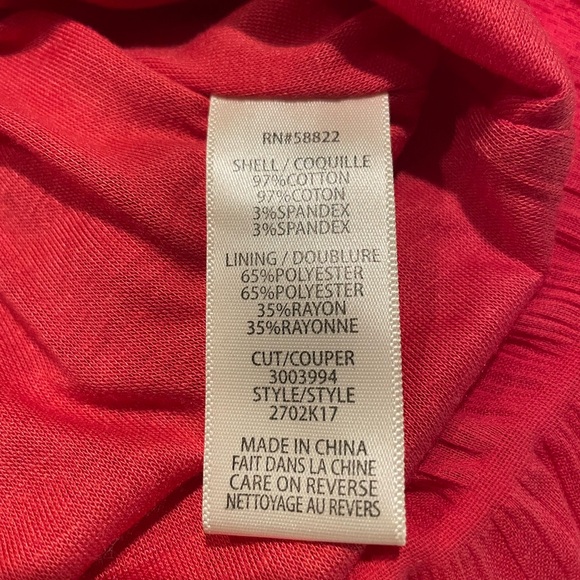 RN#58822
SHELL / COQUILLE
97%COTTON
97%COTON
3%SPANDEX
3%SPANDEX
LINING / DOUBLURE
65%POLYESTER
65%POLYESTER
35%RAYON
35%RAYONNE
CUT/COUPER
3003994
STYLE/STYLE
2702K17
MADE IN CHINA
FAIT DANS LA CHINE
CARE ON REVERSE
NETTOYAGE AU REVERS